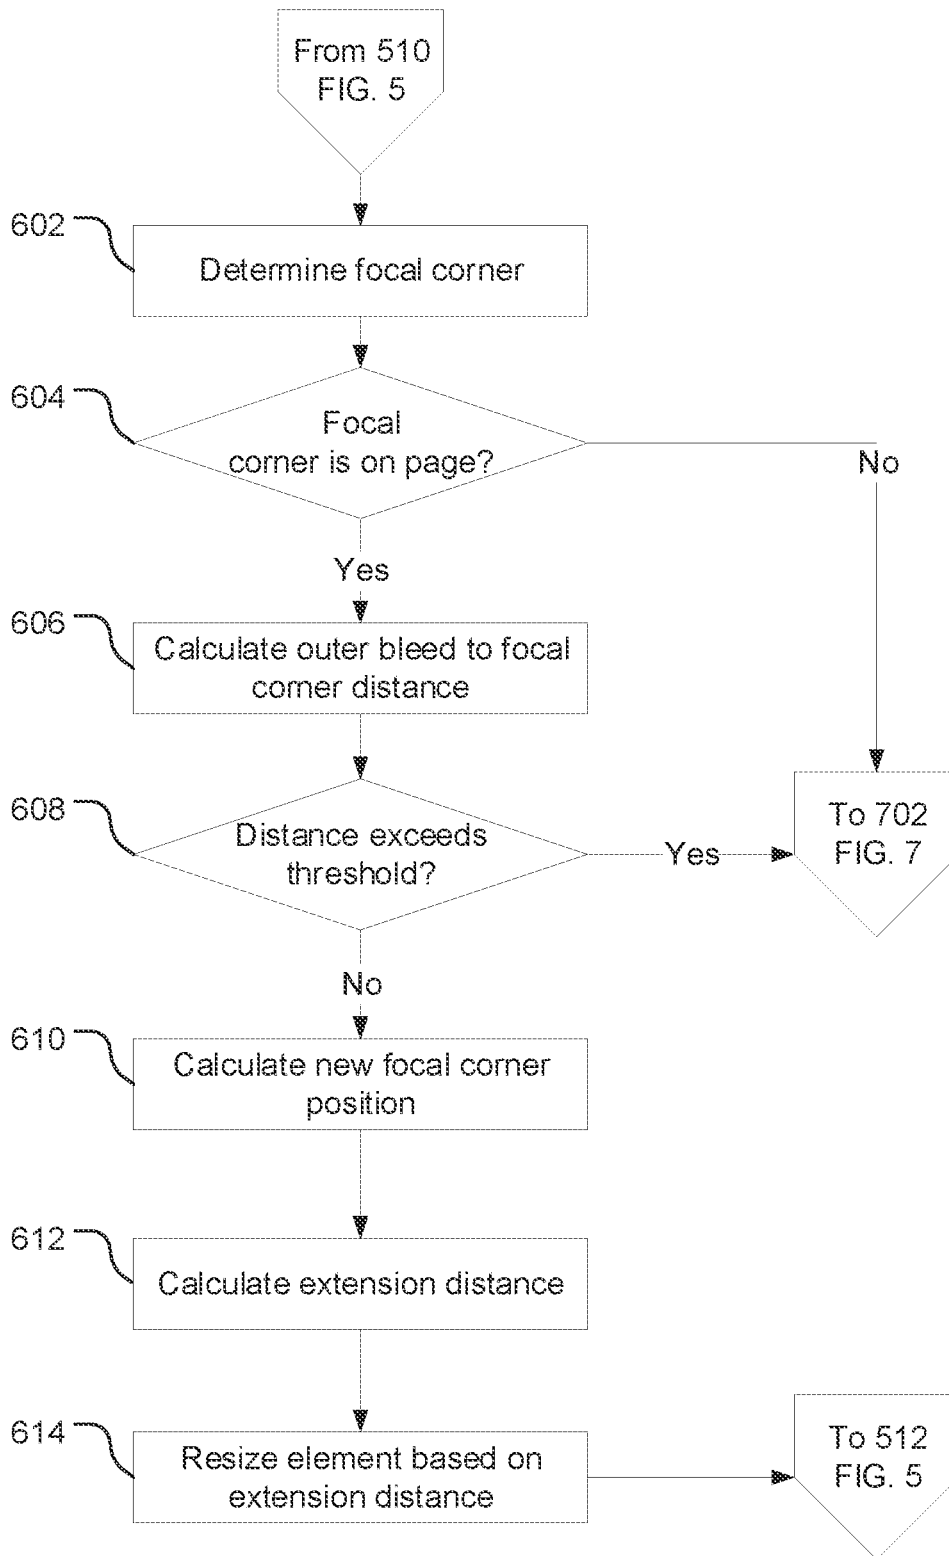 From 510
FIG. 5
602
Determine focal corner
604
Focal
corner is on page?
No
Yes
606
Calculate outer bleed to focal
corner distance
608
Distance exceeds
threshold?
Yes
To 702
FIG. 7
No
610
Calculate new focal corner
position
612
Calculate extension distance
614
Resize element based on
extension distance
To 512
FIG. 5